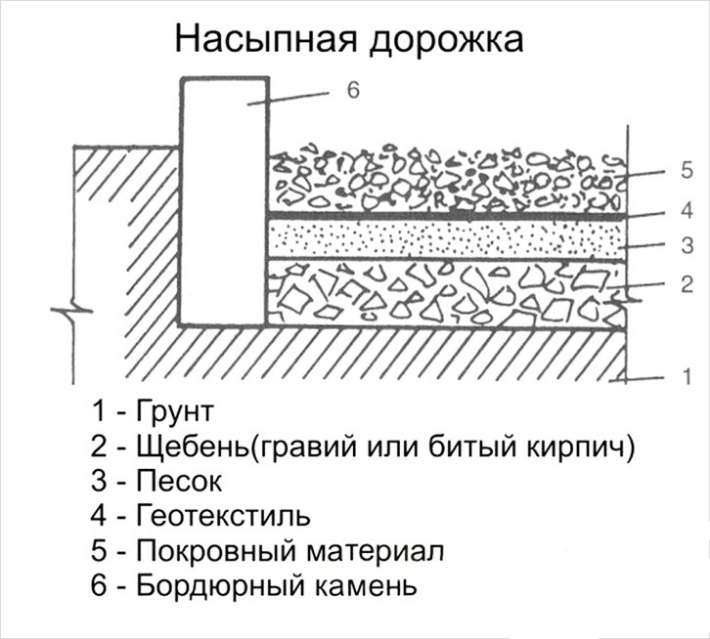 Насыпная дорожка
6
5
4
3
2
1
1 - Грунт
2 - Щебень(гравий или битый кирпич)
3 - Песок
4 - Геотекстиль
5 - Покровный материал
6 - Бордюрный камень